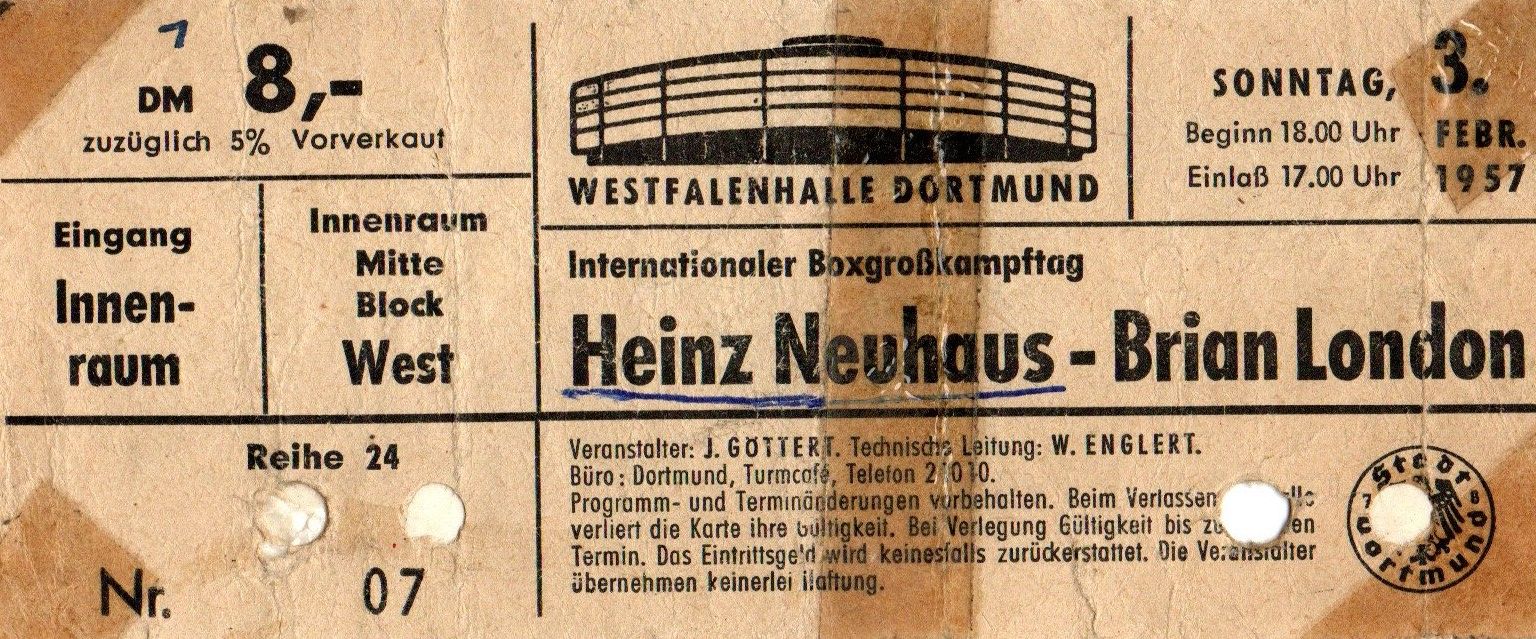 DM 8,-
zuzüglich 5% Vorverkauf
WESTFALENHALLE DORTMUND
SONNTAG, 3.
Beginn 18.00 Uhr FEBR.
Einlaß 17.00 Uhr 1957
Eingang
Innen-
raum
Innenraum
Mitte
Block
West
Internationaler Boxgroßkampftag
Heinz Neuhaus - Brian London
Reihe 24
Nr. 07
Veranstalter: J. GÖTTERT. Technische Leitung: W. ENGLERT.
Büro: Dortmund, Turmcafé, Telefon
Programm- und Terminänderungen vorbehalten. Beim Verlassen
verliert die Karte ihre Gültigkeit. Bei Verlegung Gültigkeit bis
Termin. Das Eintrittsgeld wird keinesfalls zurückerstattet. Die Veranstalter
übernehmen keinerlei Haftung.
Stadt
Dortmund
7 8